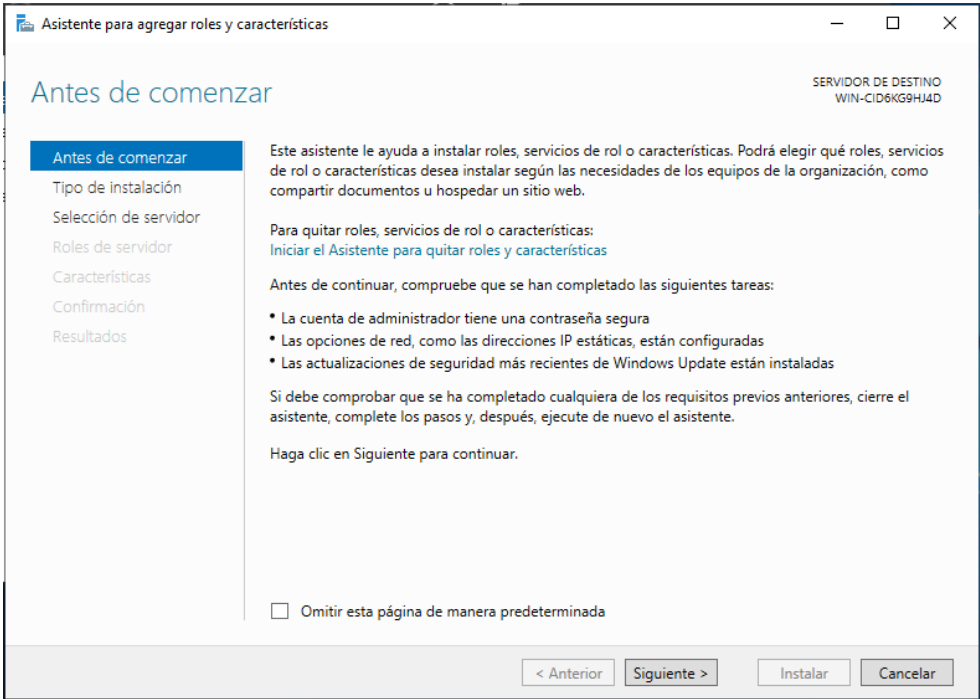 Asistente para agregar roles y características
Antes de comenzar
SERVIDOR DE DESTINO
WIN-CID6KG9HJ4D
Antes de comenzar
Tipo de instalación
Selección de servidor
Roles de servidor
Características
Confirmación
Resultados
Este asistente le ayuda a instalar roles, servicios de rol o características. Podrá elegir qué roles, servicios
de rol o características desea instalar según las necesidades de los equipos de la organización, como
compartir documentos u hospedar un sitio web.
Para quitar roles, servicios de rol o características:
Iniciar el Asistente para quitar roles y características
Antes de continuar, compruebe que se han completado las siguientes tareas:
• La cuenta de administrador tiene una contraseña segura
• Las opciones de red, como las direcciones IP estáticas, están configuradas
• Las actualizaciones de seguridad más recientes de Windows Update están instaladas
Si debe comprobar que se ha completado cualquiera de los requisitos previos anteriores, cierre el
asistente, complete los pasos y, después, ejecute de nuevo el asistente.
Haga clic en Siguiente para continuar.
Omitir esta página de manera predeterminada
< Anterior
Siguiente >
Instalar
Cancelar